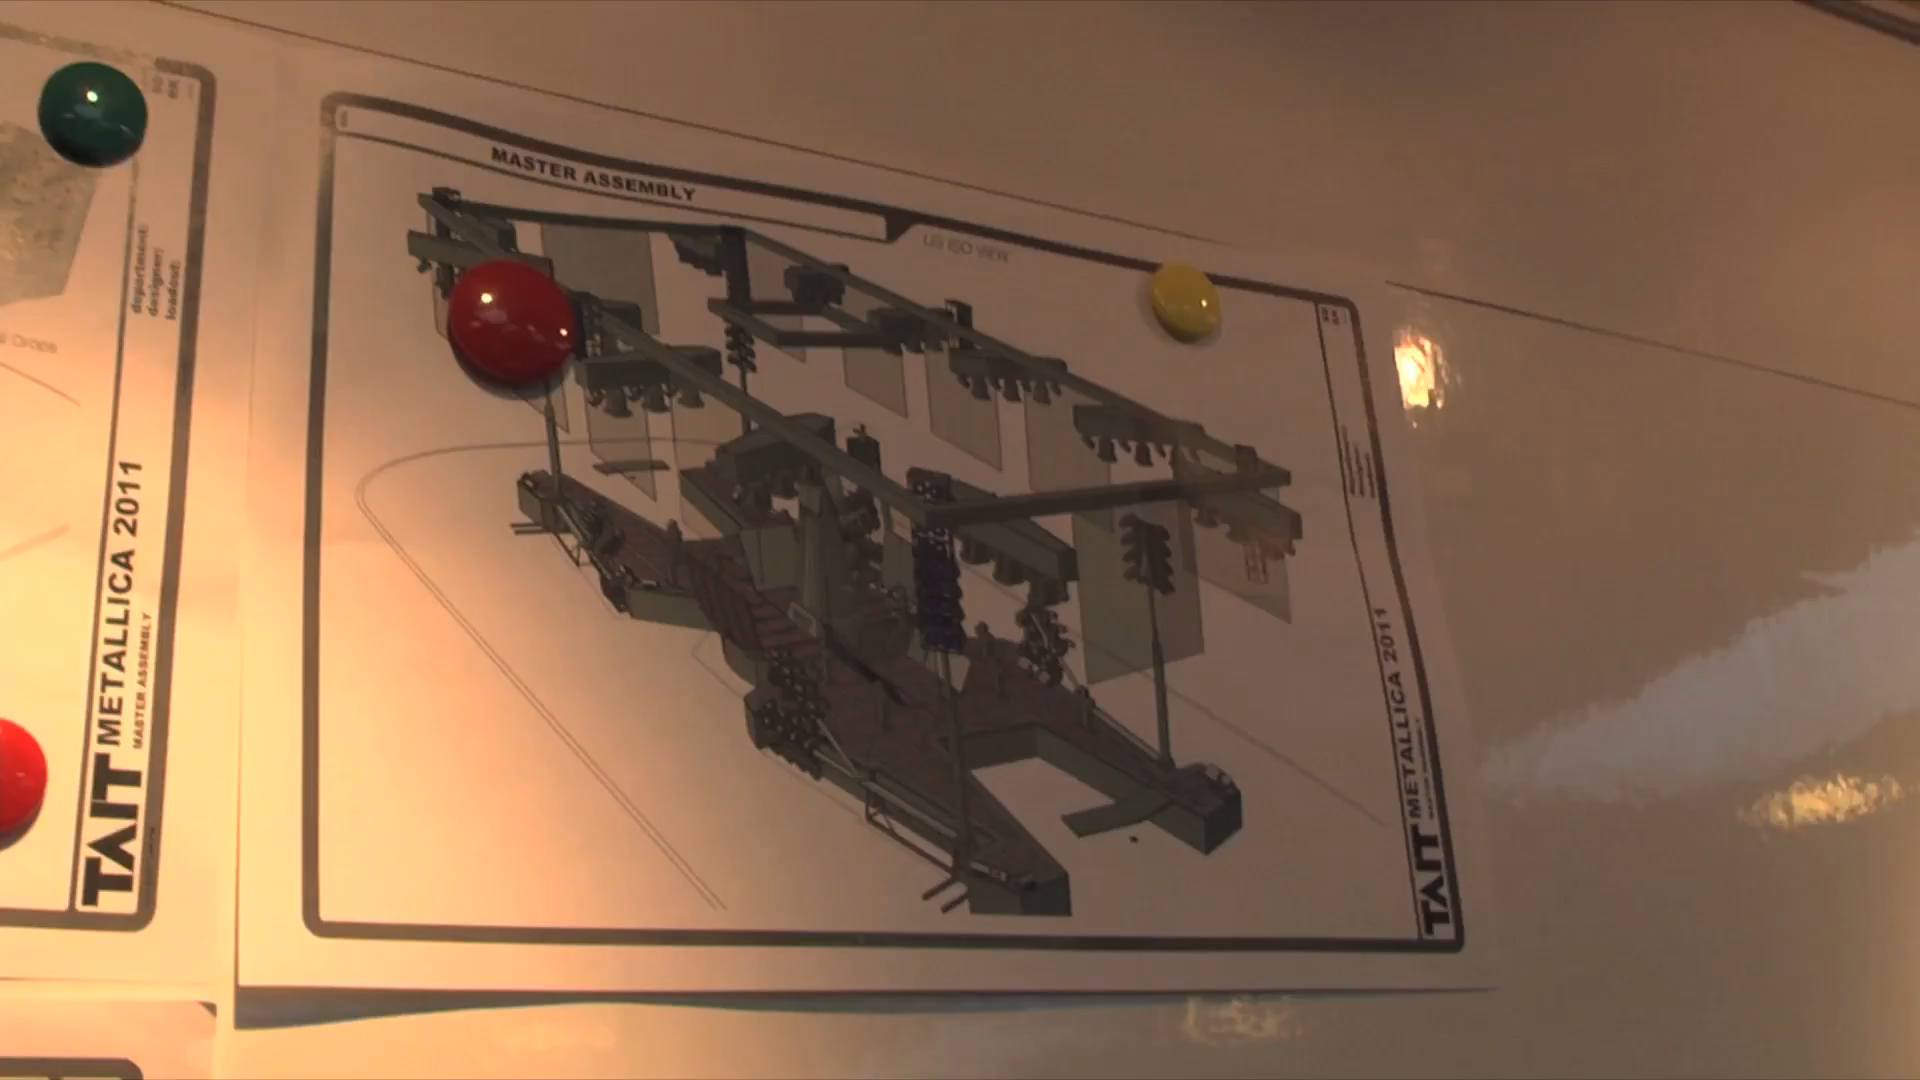 department:
designer:
loadout:
TAIT METALLICA 2011
MASTER ASSEMBLY
MASTER ASSEMBLY
US ISO VIEW
TAIT METALLICA 2011